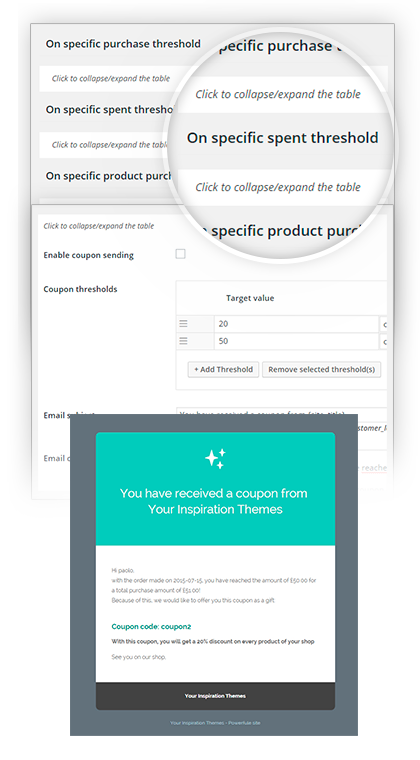 On specific purchase threshold
Click to collapse/expand the table
On specific spent thresho
Click to collapse/expand the table
On specific product purch
pecific purchase t
Click to collapse/expand the table
On specific spent threshold
Click to collapse/expand the table
n specific product purc
Click to collapse/expand the table
Enable coupon sending
Coupon thresholds
Target value
20
50
+ Add Threshold
Remove selected threshold(s)
Email subject
You have received a coupon from {site_title}
Email
You have received a coupon from
Your Inspiration Themes
Hi paolo,
with the order made on 2015-07-15, you have reached the amount of £50.00 for
a total purchase amount of £51.00!
Because of this, we would like to offer you this coupon as a gift:
Coupon code: coupon2
With this coupon, you will get a 20% discount on every product of your shop
See you on our shop,
Your Inspiration Themes
Your Inspiration Themes - Powerfule site